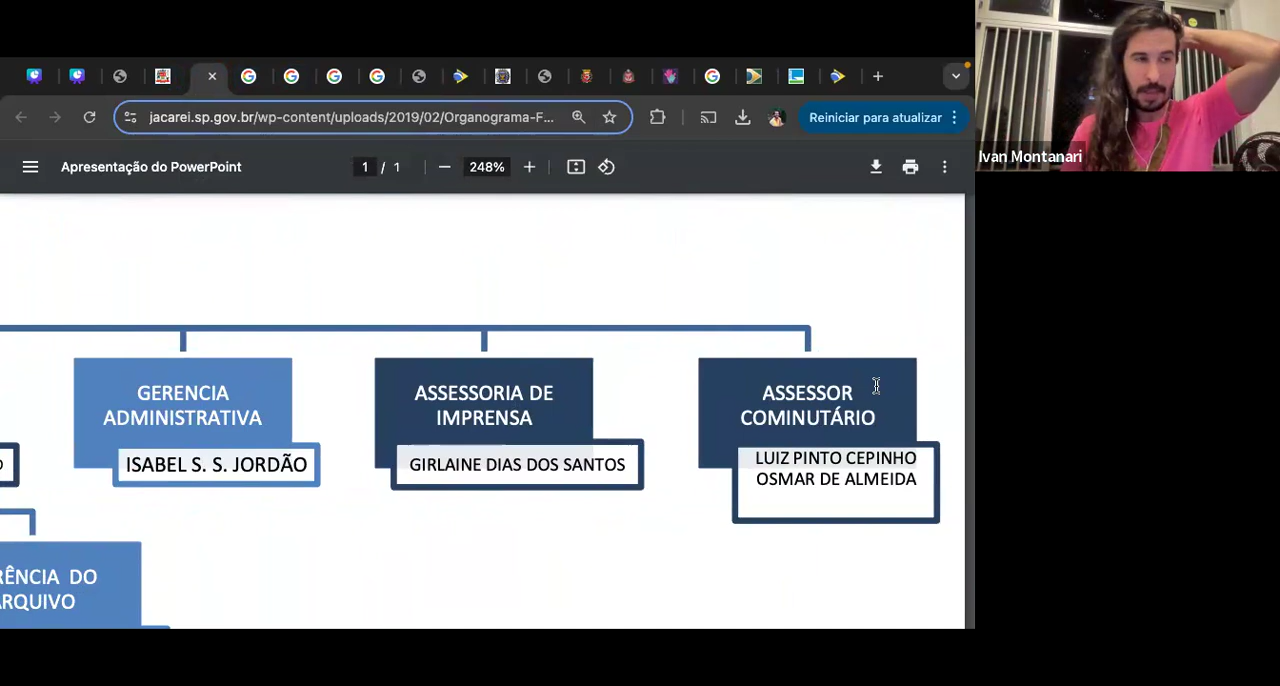 jacarei.sp.gov.br/wp-content/uploads/2019/02/Organograma-F...
Reiniciar para atualizar
Ivan Montanari
Apresentação do PowerPoint
1 / 1
248%
GERENCIA
ADMINISTRATIVA
ISABEL S. S. JORDÃO
ASSESSORIA DE
IMPRENSA
GIRLAINE DIAS DOS SANTOS
ASSESSOR
COMINUTÁRIO
LUIZ PINTO CEPINHO
OSMAR DE ALMEIDA
RÊNCIA DO
ARQUIVO